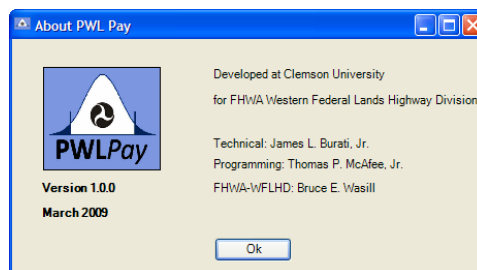 About PWL Pay
PWLPay
Version 1.0.0
March 2009
Developed at Clemson University
for FHWA Western Federal Lands Highway Division
Technical: James L. Burati, Jr.
Programming: Thomas P. McAfee, Jr.
FHWA-WFLHD: Bruce E. Wasill
Ok